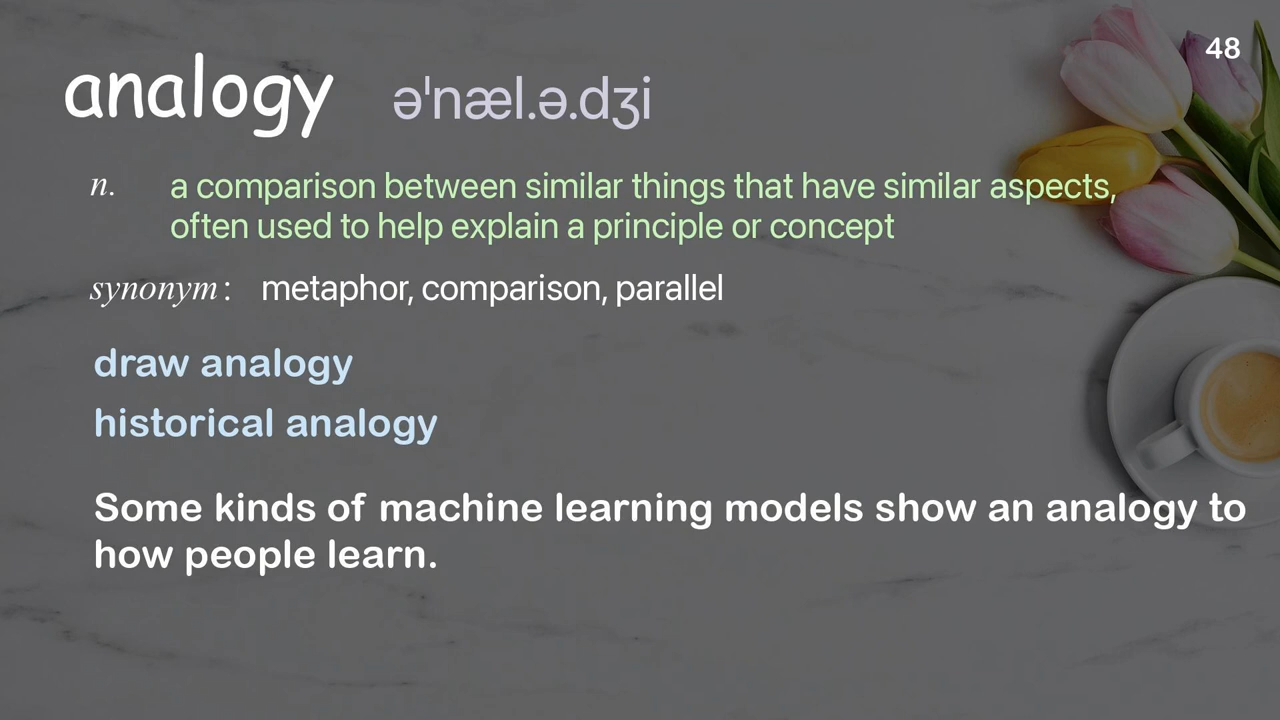 48
analogy ə'næl.ə.dʒi
n. a comparison between similar things that have similar aspects,
often used to help explain a principle or concept
synonym: metaphor, comparison, parallel
draw analogy
historical analogy
Some kinds of machine learning models show an analogy to
how people learn.